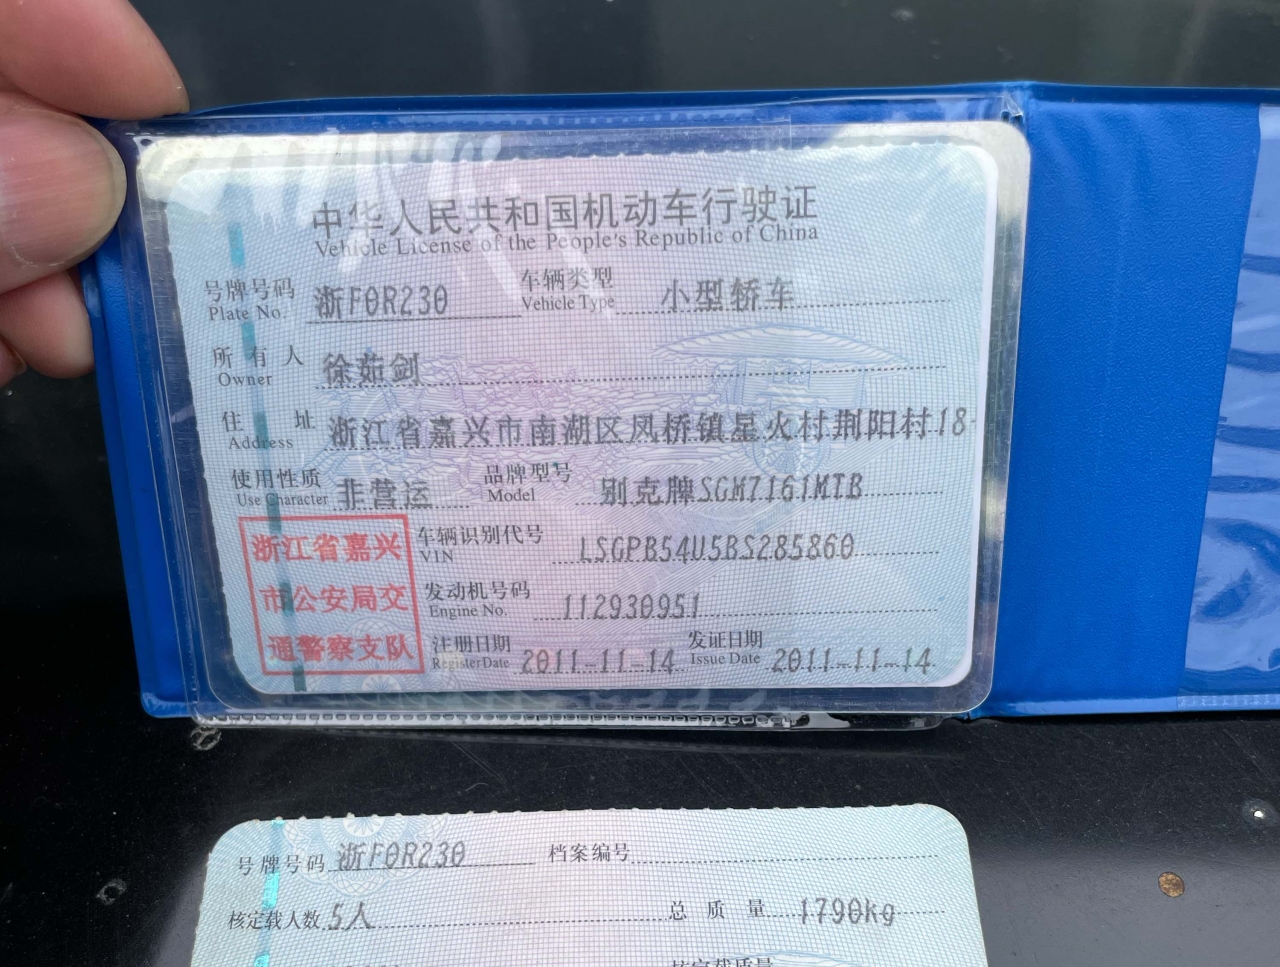 中华人民共和国机动车行驶证
Vehicle License of the People's Republic of China
号牌号码 浙F0R230 车辆类型 小型轿车
Plate No. Vehicle Type
所有人 徐茹剑
Owner
住址 浙江省嘉兴市南湖区凤桥镇星火村荆阳村18-
Address
使用性质 非营运 品牌型号 别克牌SGM7161MTB
Use Character Model
浙江省嘉兴
市公安局交
通警察支队
车辆识别代号 LSGPB54U5BS285860
VIN
发动机号码 112930951
Engine No.
注册日期 2011-11-14 发证日期 2011-11-14
Register Date Issue Date
号牌号码 浙F0R230 档案编号
核定载人数 5人 总质量 1790kg